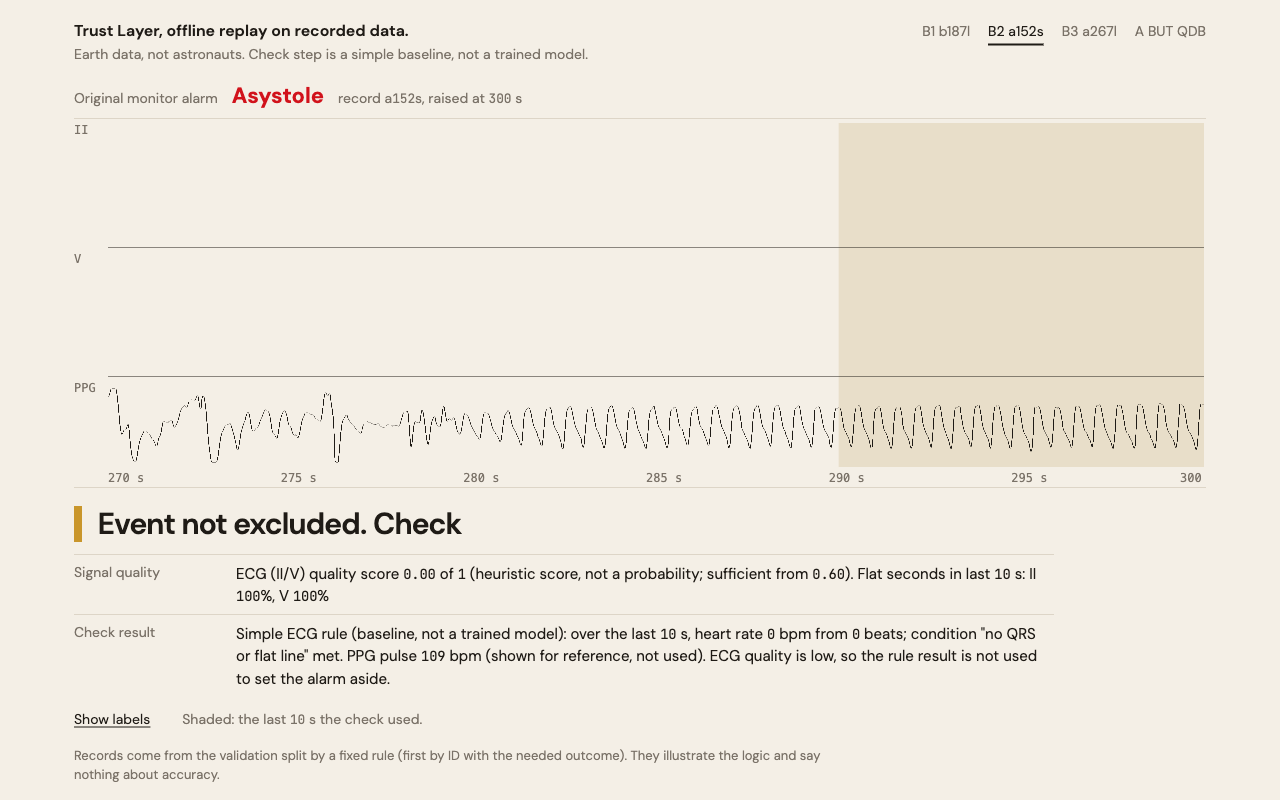 Trust Layer, offline replay on recorded data.
B1 b187l B2 a152s B3 a267l A BUT QDB
Earth data, not astronauts. Check step is a simple baseline, not a trained model.
Original monitor alarm Asystole record a152s, raised at 300 s
II
V
PPG
270 s 275 s 280 s 285 s 290 s 295 s 300
Event not excluded. Check
Signal quality ECG (II/V) quality score 0.00 of 1 (heuristic score, not a probability; sufficient from 0.60). Flat seconds in last 10 s: II
100%, V 100%
Check result Simple ECG rule (baseline, not a trained model): over the last 10 s, heart rate 0 bpm from 0 beats; condition "no QRS
or flat line" met. PPG pulse 109 bpm (shown for reference, not used). ECG quality is low, so the rule result is not used
to set the alarm aside.
Show labels Shaded: the last 10 s the check used.
Records come from the validation split by a fixed rule (first by ID with the needed outcome). They illustrate the logic and say
nothing about accuracy.